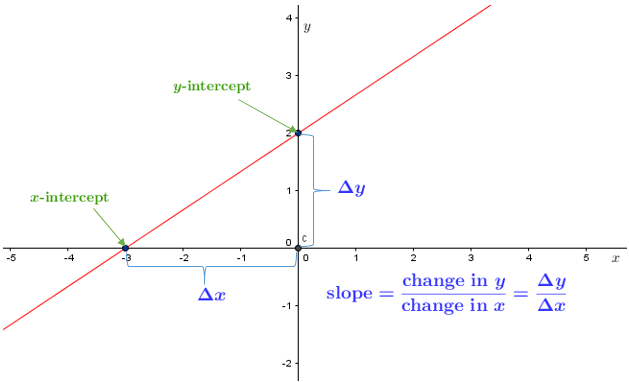 4
y
3
y-intercept
2
x-intercept
1
Δy
0
C
-5 -4 -3 -2 -1 0 1 2 3 4 5 x
Δx
slope = change in y / change in x = Δy / Δx
-1
-2